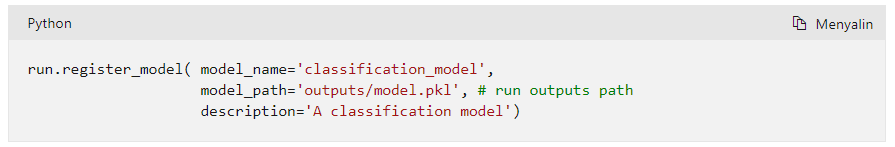 Python
Menyalin
run.register_model( model_name='classification_model',
                    model_path='outputs/model.pkl', # run outputs path
                    description='A classification model')